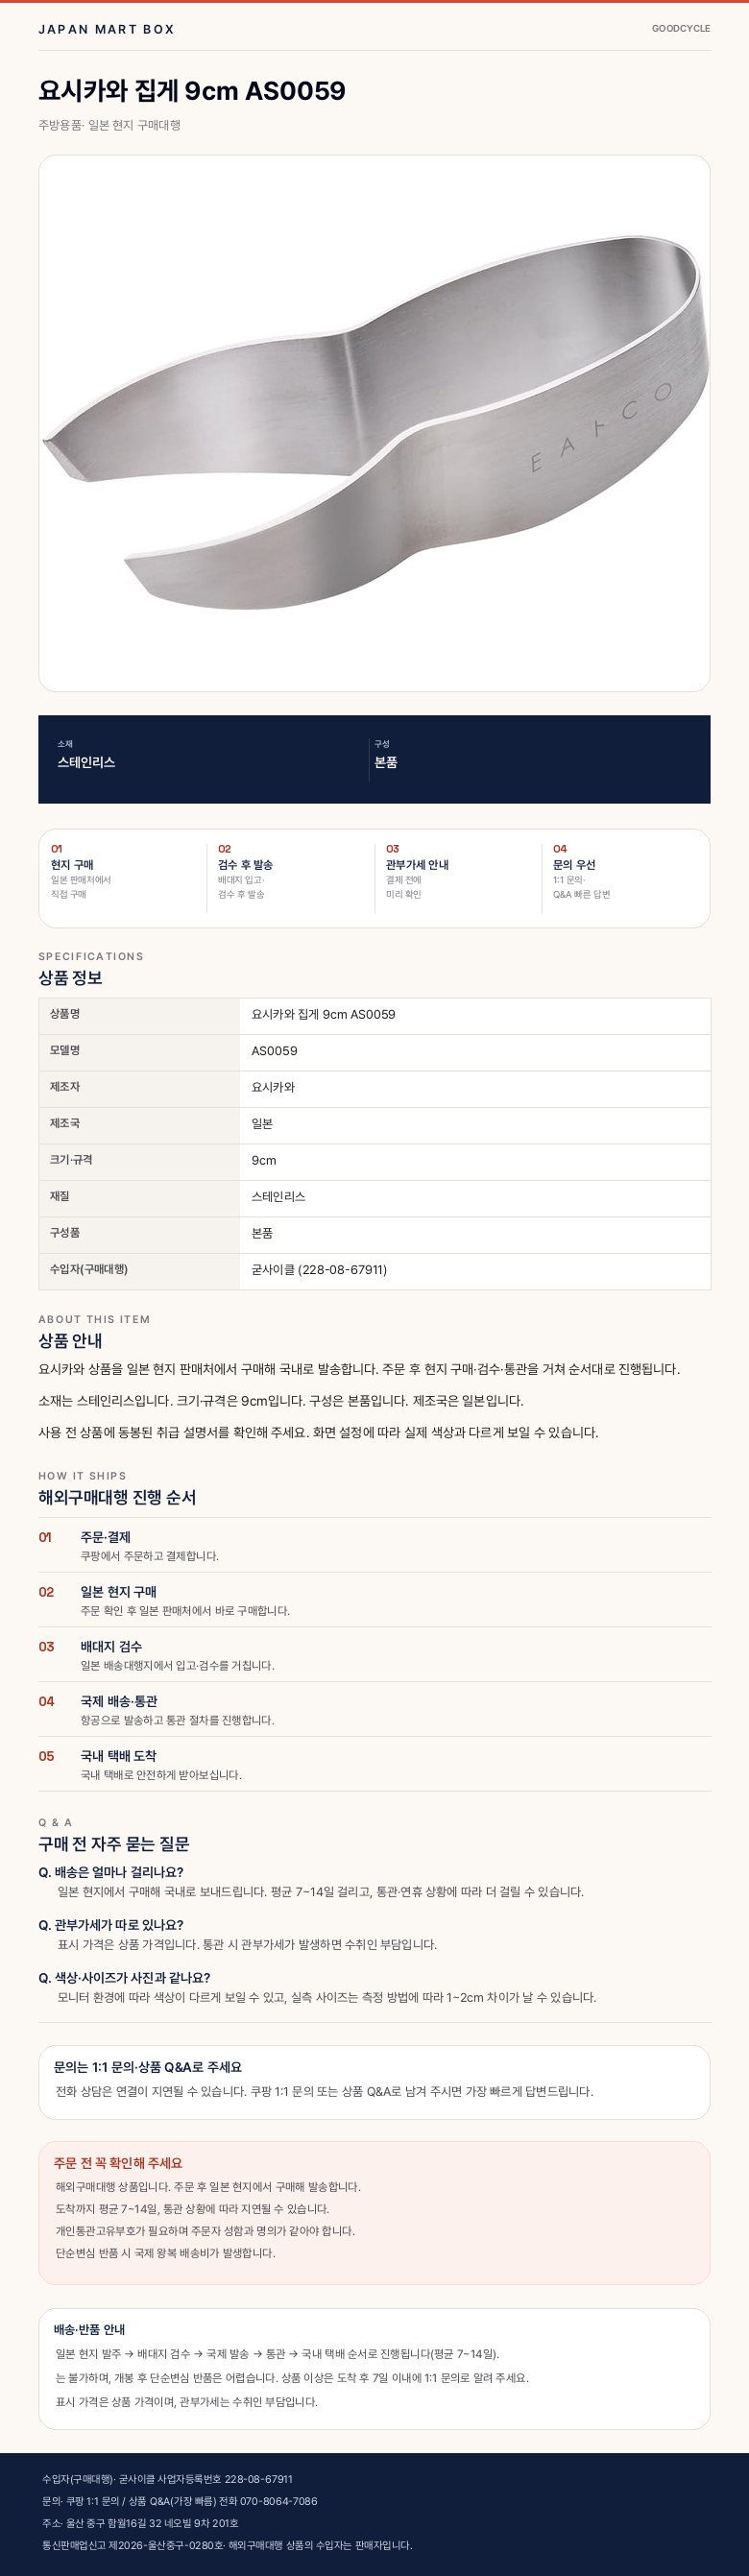 JAPAN MART BOX
GOODCYCLE
요시카와 집게 9cm AS0059
주방용품· 일본 현지 구매대행
EAトCO
소재
스테인리스
구성
본품
01
현지 구매
일본 판매처에서
직접 구매
02
검수 후 발송
배대지 입고·
검수 후 발송
03
관부가세 안내
결제 전에
미리 확인
04
문의 우선
1:1 문의·
Q&A 빠른 답변
SPECIFICATIONS
상품 정보
상품명 요시카와 집게 9cm AS0059
모델명 AS0059
제조자 요시카와
제조국 일본
크기·규격 9cm
재질 스테인리스
구성품 본품
수입자(구매대행) 굳사이클 (228-08-67911)
ABOUT THIS ITEM
상품 안내
요시카와 상품을 일본 현지 판매처에서 구매해 국내로 발송합니다. 주문 후 현지 구매·검수·통관을 거쳐 순서대로 진행됩니다.
소재는 스테인리스입니다. 크기·규격은 9cm입니다. 구성은 본품입니다. 제조국은 일본입니다.
사용 전 상품에 동봉된 취급 설명서를 확인해 주세요. 화면 설정에 따라 실제 색상과 다르게 보일 수 있습니다.
HOW IT SHIPS
해외구매대행 진행 순서
01 주문·결제
쿠팡에서 주문하고 결제합니다.
02 일본 현지 구매
주문 확인 후 일본 판매처에서 바로 구매합니다.
03 배대지 검수
일본 배송대행지에서 입고·검수를 거칩니다.
04 국제 배송·통관
항공으로 발송하고 통관 절차를 진행합니다.
05 국내 택배 도착
국내 택배로 안전하게 받아보십니다.
Q & A
구매 전 자주 묻는 질문
Q. 배송은 얼마나 걸리나요?
일본 현지에서 구매해 국내로 보내드립니다. 평균 7~14일 걸리고, 통관·연휴 상황에 따라 더 걸릴 수 있습니다.
Q. 관부가세가 따로 있나요?
표시 가격은 상품 가격입니다. 통관 시 관부가세가 발생하면 수취인 부담입니다.
Q. 색상·사이즈가 사진과 같나요?
모니터 환경에 따라 색상이 다르게 보일 수 있고, 실측 사이즈는 측정 방법에 따라 1~2cm 차이가 날 수 있습니다.
문의는 1:1 문의·상품 Q&A로 주세요
전화 상담은 연결이 지연될 수 있습니다. 쿠팡 1:1 문의 또는 상품 Q&A로 남겨 주시면 가장 빠르게 답변드립니다.
주문 전 꼭 확인해 주세요
해외구매대행 상품입니다. 주문 후 일본 현지에서 구매해 발송합니다.
도착까지 평균 7~14일, 통관 상황에 따라 지연될 수 있습니다.
개인통관고유부호가 필요하며 주문자 성함과 명의가 같아야 합니다.
단순변심 반품 시 국제 왕복 배송비가 발생합니다.
배송·반품 안내
일본 현지 발주 → 배대지 검수 → 국제 발송 → 통관 → 국내 택배 순서로 진행됩니다(평균 7~14일).
는 불가하며, 개봉 후 단순변심 반품은 어렵습니다. 상품 이상은 도착 후 7일 이내에 1:1 문의로 알려 주세요.
표시 가격은 상품 가격이며, 관부가세는 수취인 부담입니다.
수입자(구매대행)· 굳사이클 사업자등록번호 228-08-67911
문의· 쿠팡 1:1 문의 / 상품 Q&A(가장 빠름) 전화 070-8064-7086
주소· 울산 중구 함월16길 32 네오빌 9차 201호
통신판매업신고 제2026-울산중구-0280호· 해외구매대행 상품의 수입자는 판매자입니다.